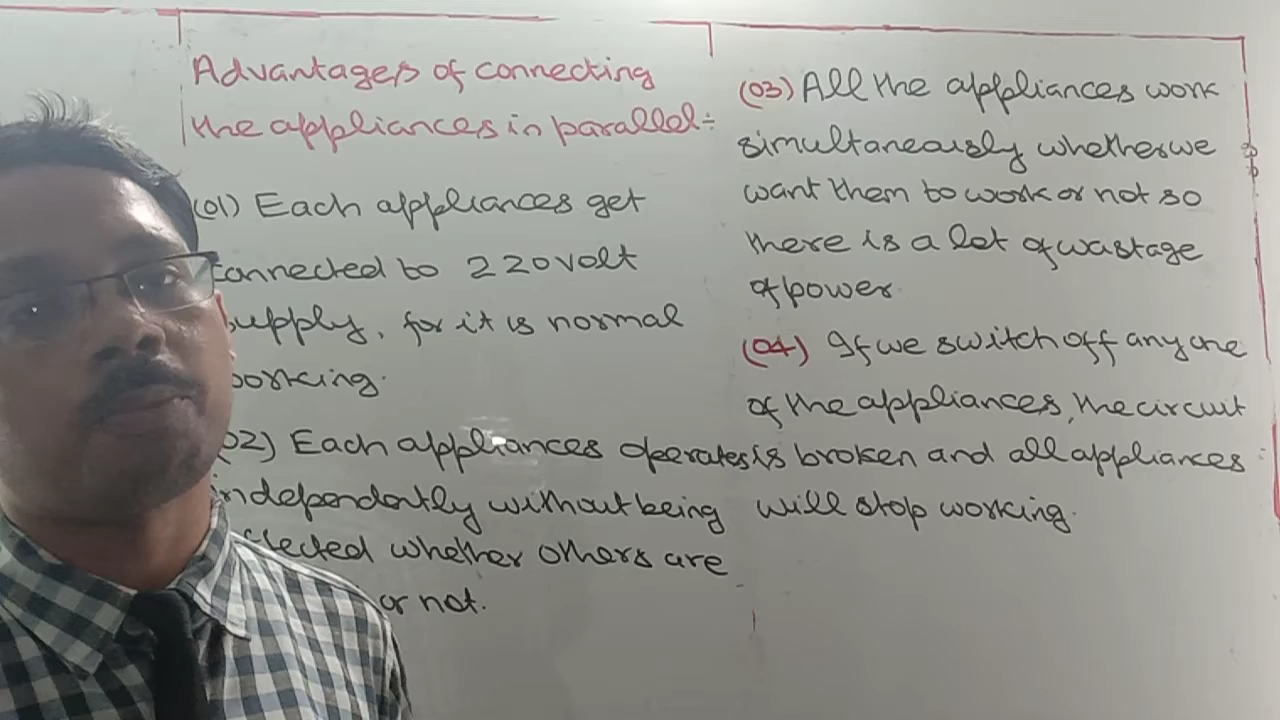 Advantages of connecting
the appliances in parallel:-
(01) Each appliances get
connected to 220 volt
supply, for it is normal
working.
(02) Each appliances operates
independently without being
whether others are
or not.
(03) All the appliances work
simultaneously whether we
want them to work or not so
there is a lot of wastage
of power
(04) If we switch off any one
of the appliances, the circuit
is broken and all appliances
will stop working.